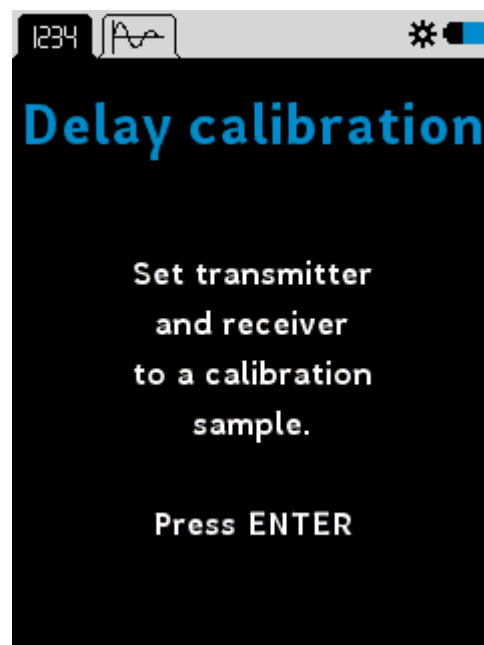 1234
Delay calibration
Set transmitter
and receiver
to a calibration
sample.
Press ENTER